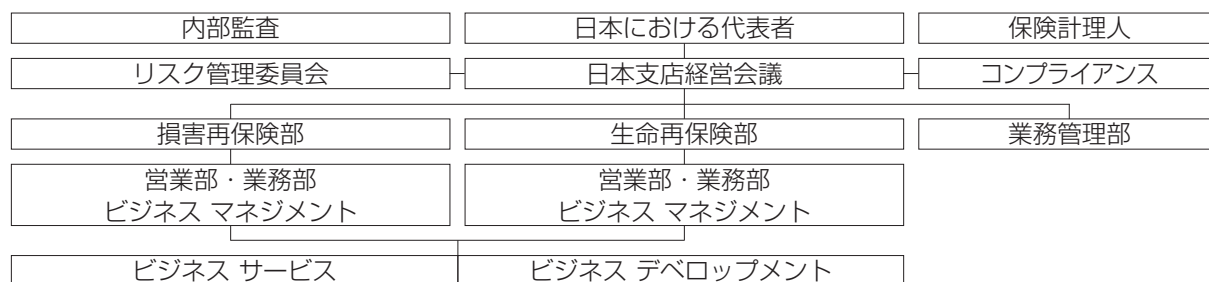 内部監査
日本における代表者
保険計理人
リスク管理委員会
日本支店経営会議
コンプライアンス
損害再保険部
生命再保険部
業務管理部
営業部・業務部
ビジネス マネジメント
営業部・業務部
ビジネス マネジメント
ビジネス サービス
ビジネス デベロップメント